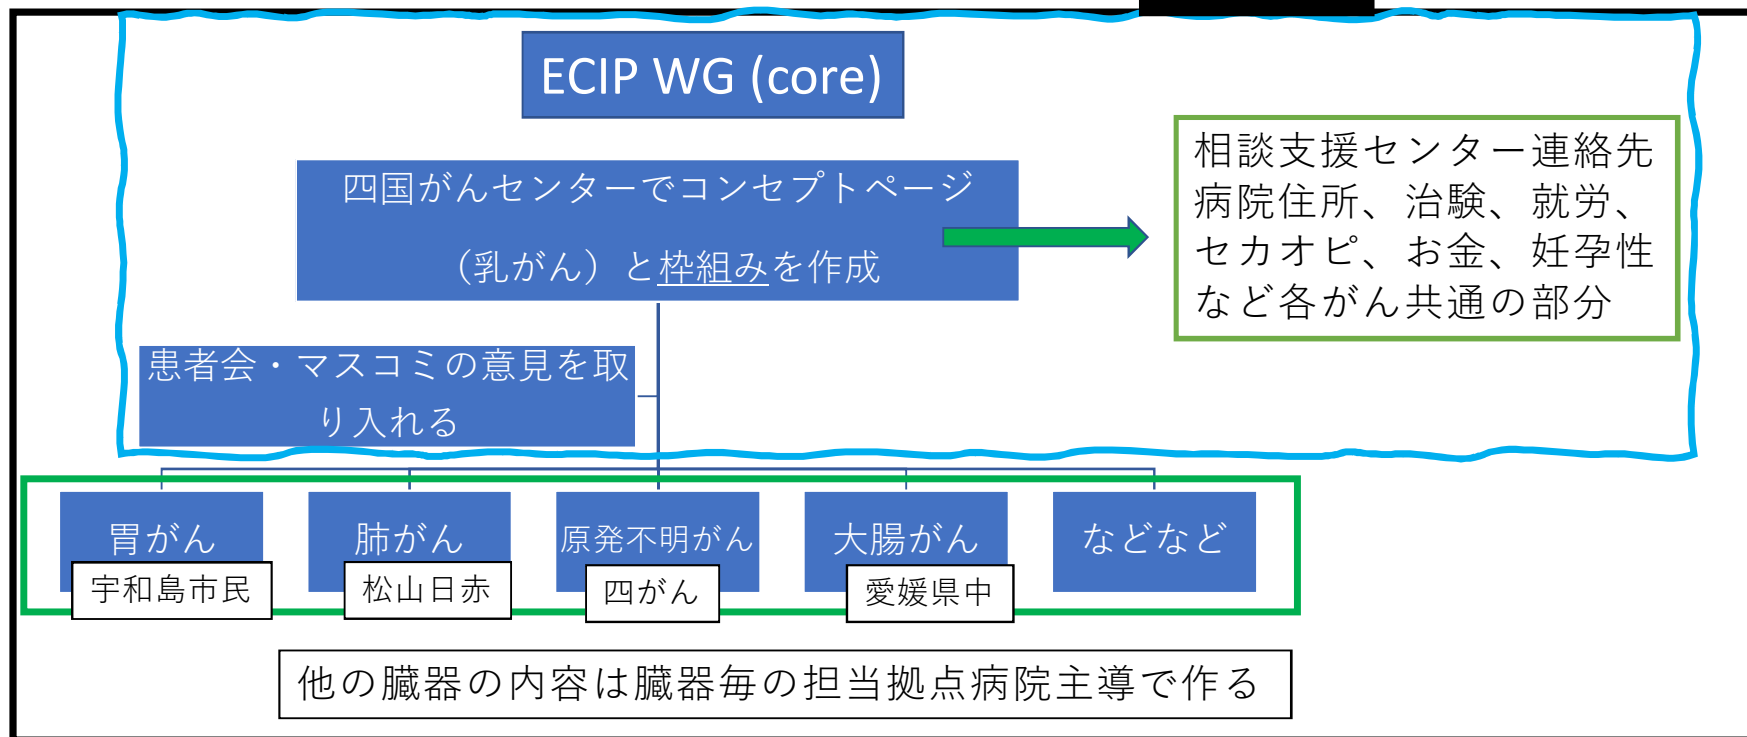 ECIP WG (core)
四国がんセンターでコンセプトページ
（乳がん）と枠組みを作成
相談支援センター連絡先
病院住所、治験、就労、
セカオピ、お金、妊孕性
など各がん共通の部分
患者会・マスコミの意見を取
り入れる
胃がん
宇和島市民
肺がん
松山日赤
原発不明がん
四がん
大腸がん
愛媛県中
などなど
他の臓器の内容は臓器毎の担当拠点病院主導で作る